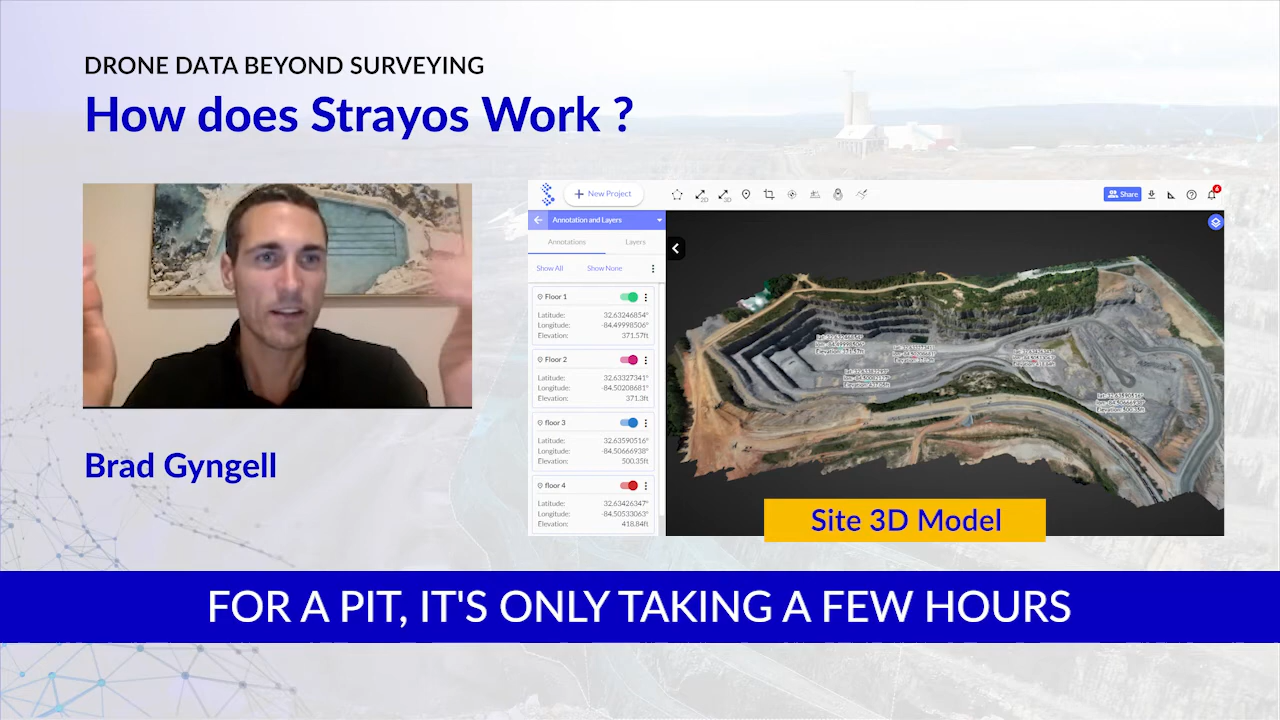 DRONE DATA BEYOND SURVEYING
How does Strayos Work ?
New Project
2D
3D
Share
6
Annotation and Layers
Annotations Layers
Show All Show None
Floor 1
Latitude: 32.63246854°
Longitude: -84.49998506°
Elevation: 371.57ft
Floor 2
Latitude: 32.63327341°
Longitude: -84.50208681°
Elevation: 371.3ft
floor 3
Latitude: 32.63590516°
Longitude: -84.50666938°
Elevation: 500.35ft
floor 4
Latitude: 32.63426347°
Longitude: -84.50533063°
Elevation: 418.84ft
Brad Gyngell
Site 3D Model
FOR A PIT, IT'S ONLY TAKING A FEW HOURS